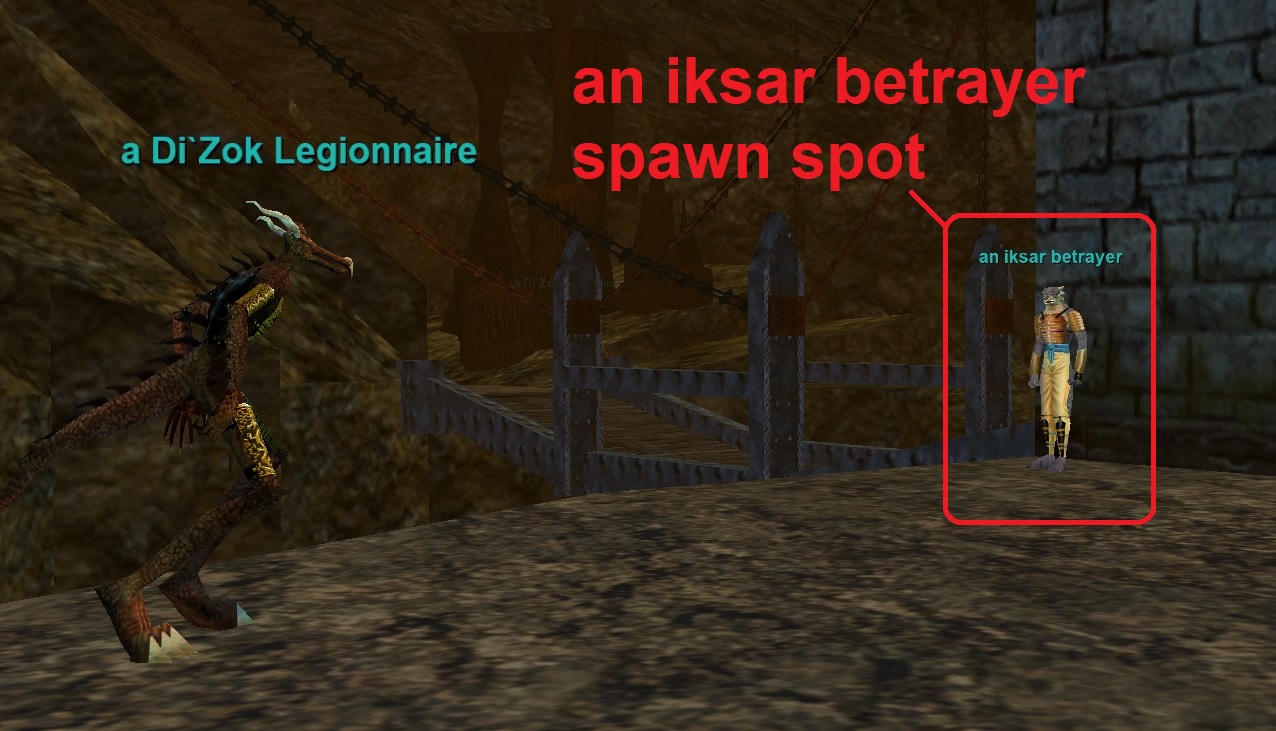 an iksar betrayer
spawn spot
a Di`Zok Legionnaire
an iksar betrayer